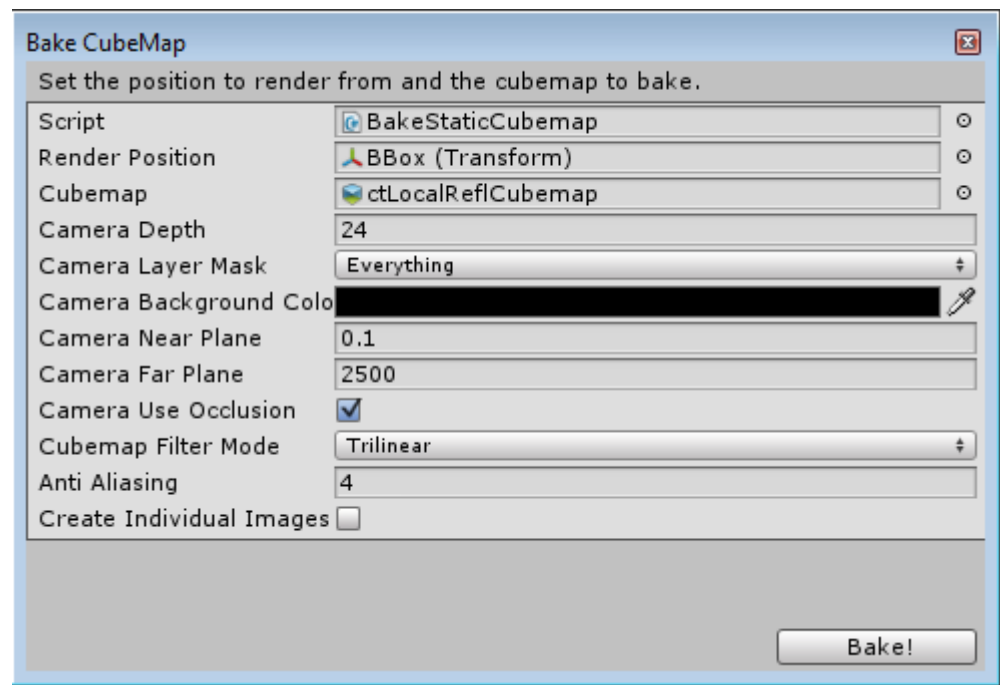 Bake CubeMap
Set the position to render from and the cubemap to bake.
Script BakeStaticCubemap
Render Position BBox (Transform)
Cubemap ctLocalReflCubemap
Camera Depth 24
Camera Layer Mask Everything
Camera Background Colo
Camera Near Plane 0.1
Camera Far Plane 2500
Camera Use Occlusion
Cubemap Filter Mode Trilinear
Anti Aliasing 4
Create Individual Images
Bake!